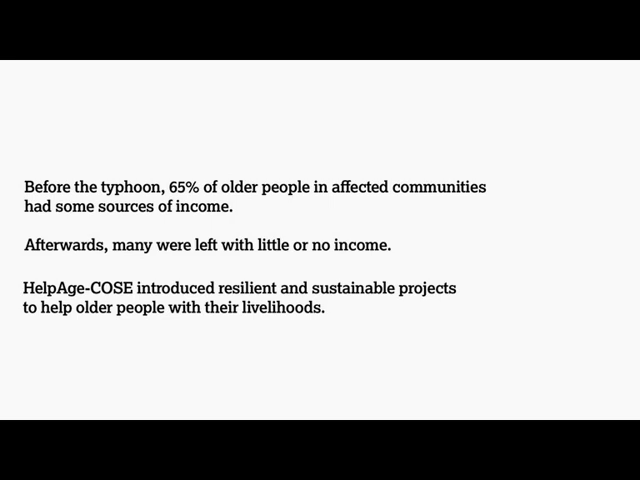 Before the typhoon, 65% of older people in affected communities
had some sources of income.
Afterwards, many were left with little or no income.
HelpAge-COSE introduced resilient and sustainable projects
to help older people with their livelihoods.